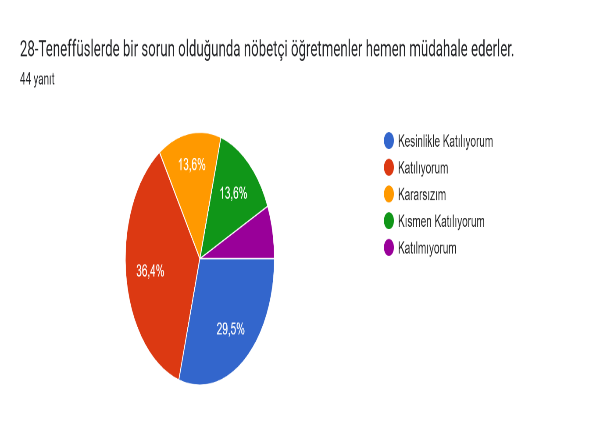 28-Teneffüslerde bir sorun olduğunda nöbetçi öğretmenler hemen müdahale ederler.
44 yanıt
Kesinlikle Katılıyorum
Katılıyorum
Kararsızım
Kısmen Katılıyorum
Katılmıyorum
13,6%
13,6%
36,4%
29,5%